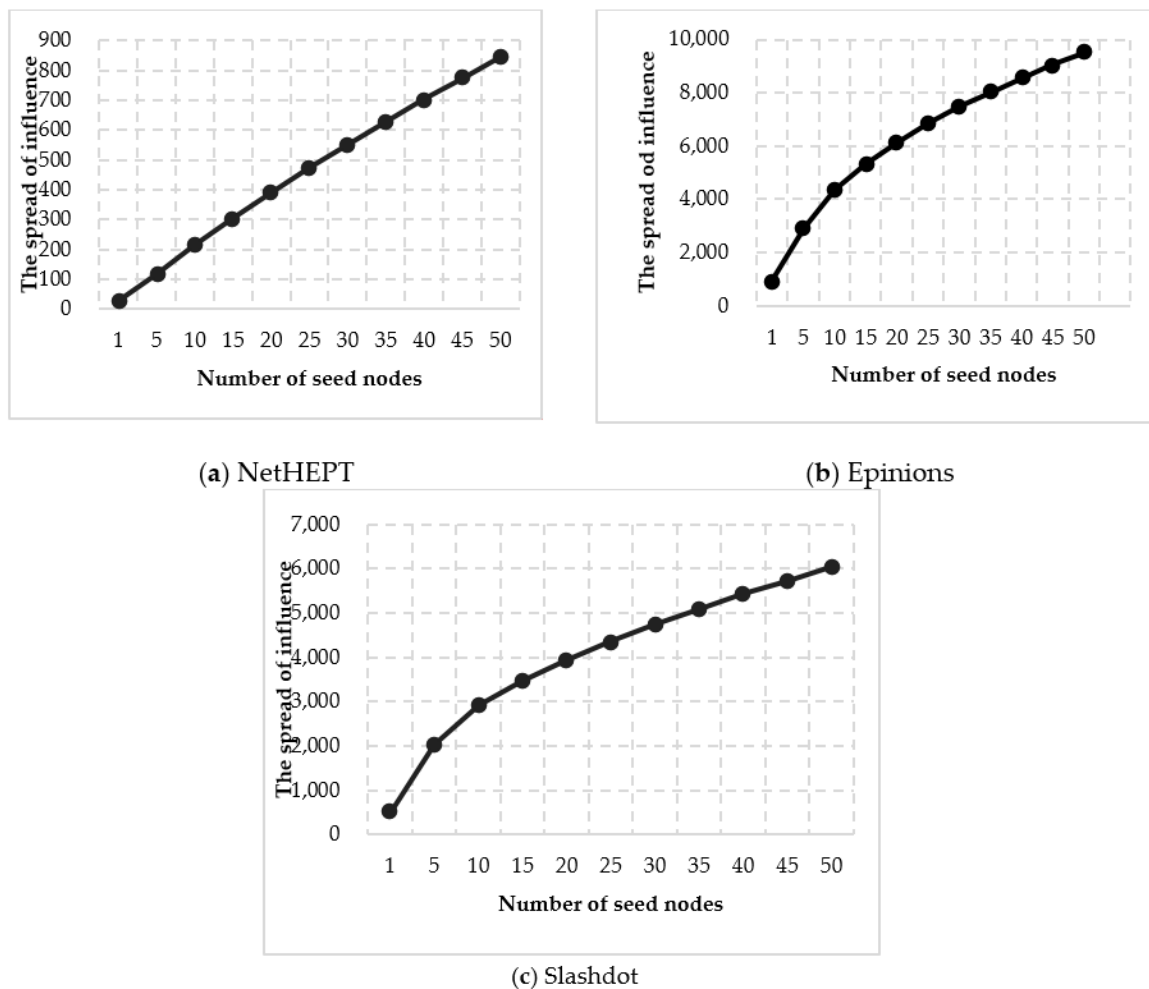 The spread of influence
900
800
700
600
500
400
300
200
100
0
1 5 10 15 20 25 30 35 40 45 50
Number of seed nodes
(a) NetHEPT
The spread od influence
10,000
8,000
6,000
4,000
2,000
0
1 5 10 15 20 25 30 35 40 45 50
Number of seed nodes
(b) Epinions
The spread of influence
7,000
6,000
5,000
4,000
3,000
2,000
1,000
0
1 5 10 15 20 25 30 35 40 45 50
Number of seed nodes
(c) Slashdot